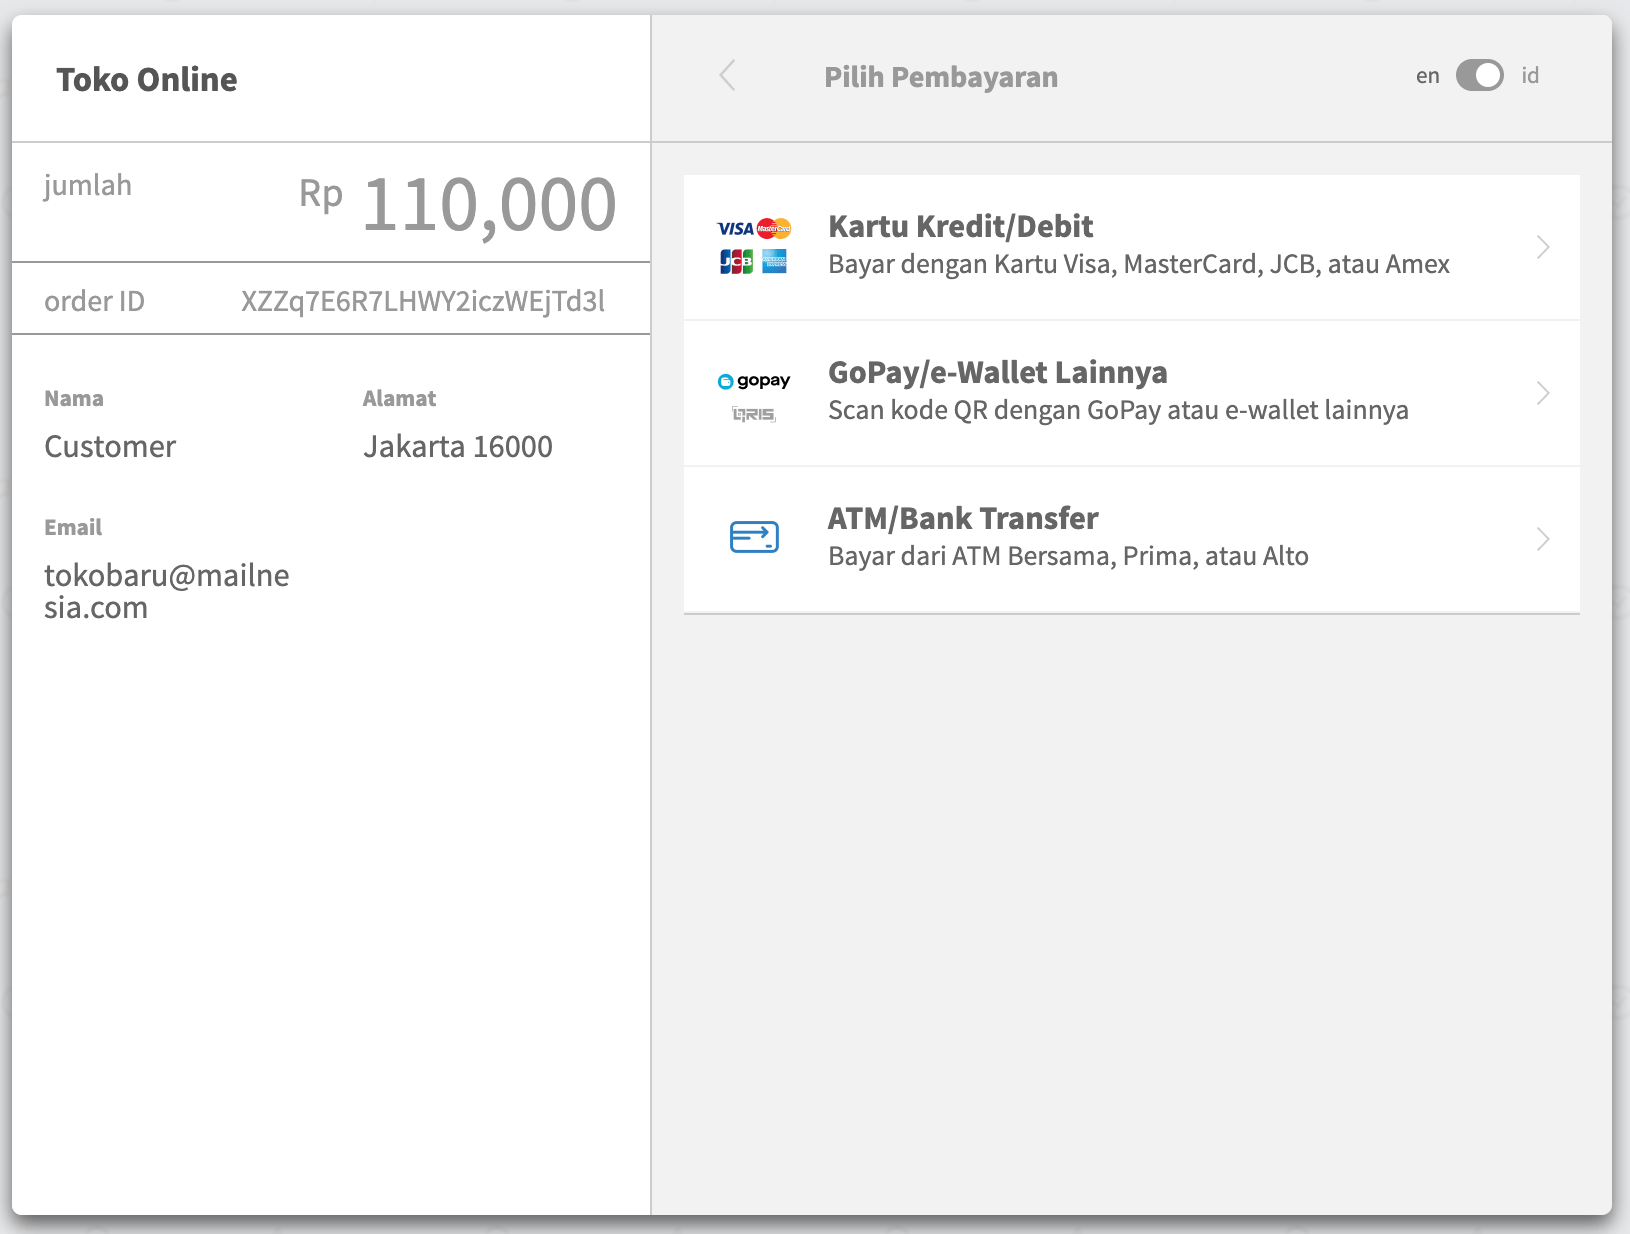 Toko Online
jumlah
Rp 110,000
order ID
XZZq7E6R7LHWY2iczWEjTd3l
Nama
Customer
Alamat
Jakarta 16000
Email
tokobaru@mailne
sia.com
Pilih Pembayaran
en
id
VISA MasterCard
JCB
Kartu Kredit/Debit
Bayar dengan Kartu Visa, MasterCard, JCB, atau Amex
gopay
QRIS
GoPay/e-Wallet Lainnya
Scan kode QR dengan GoPay atau e-wallet lainnya
ATM/Bank Transfer
Bayar dari ATM Bersama, Prima, atau Alto